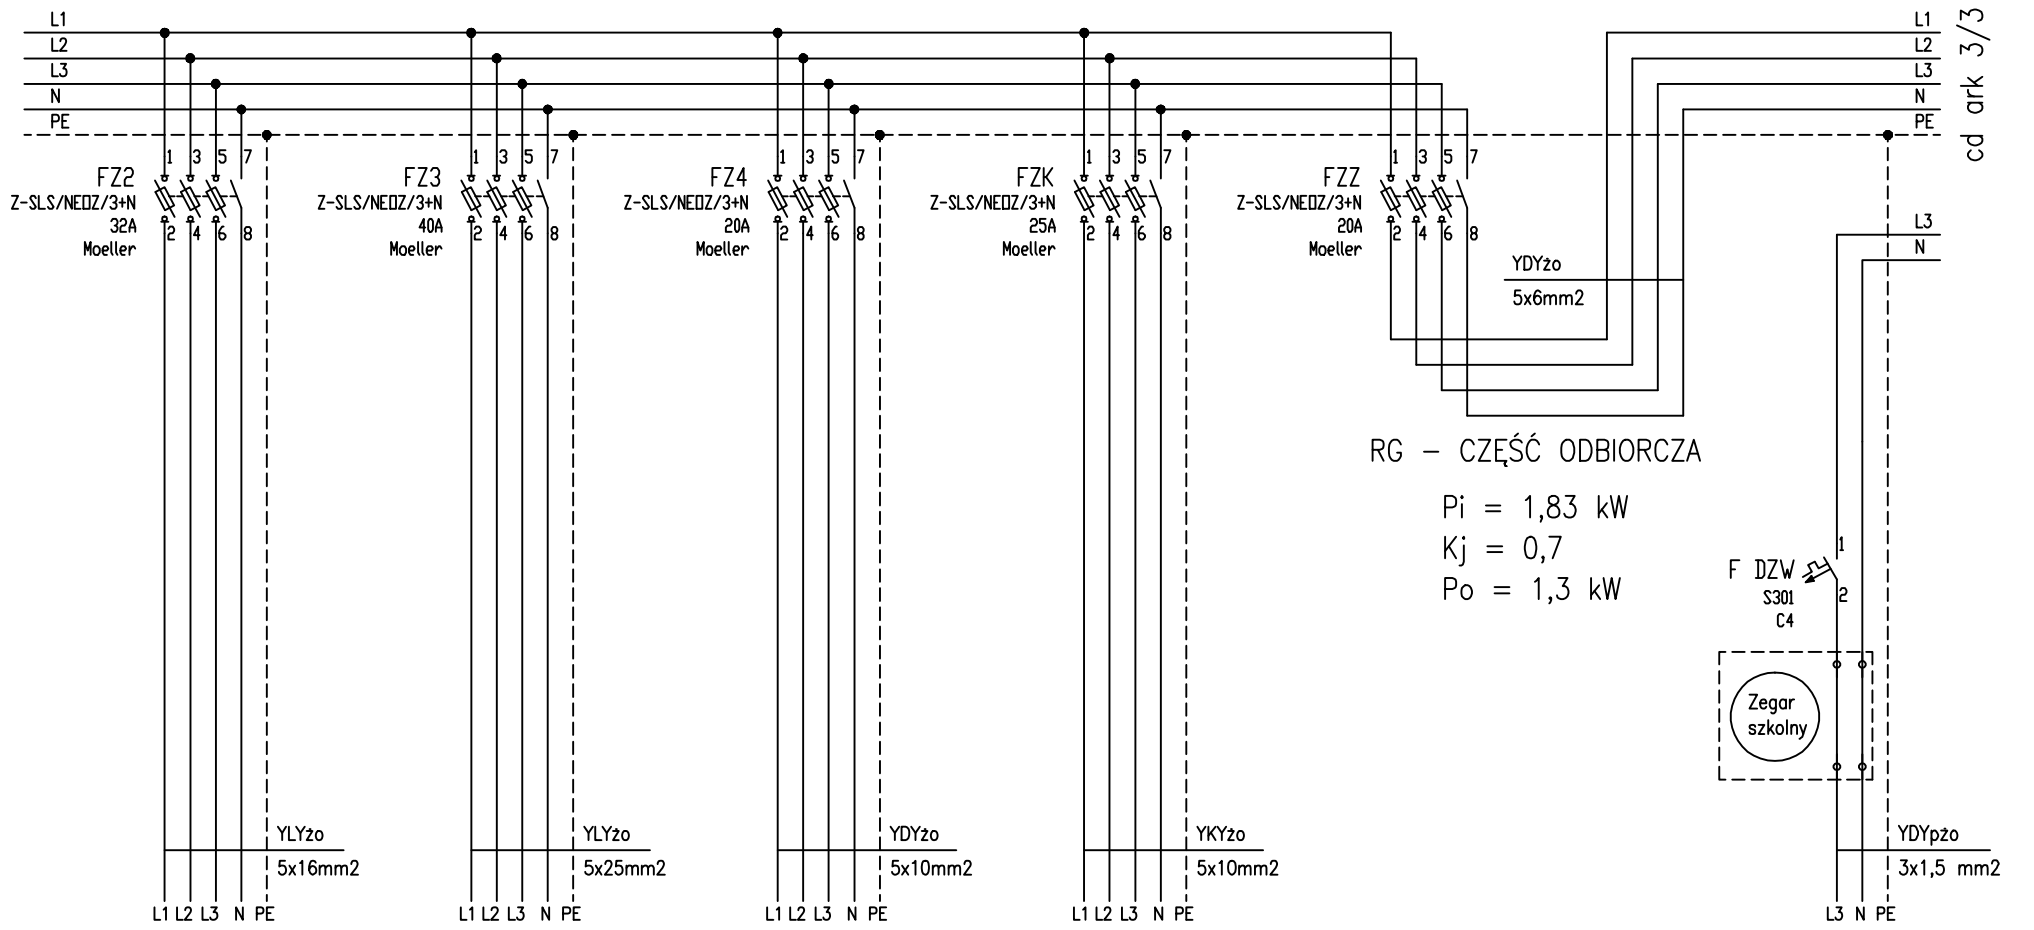 L1
L2
L3
N
PE
L1
L2
L3
N
PE
cd ark 3/3
1 3 5 7
FZ2
Z-SLS/NEOZ/3+N
32A
Moeller
2 4 6 8
1 3 5 7
FZ3
Z-SLS/NEOZ/3+N
40A
Moeller
2 4 6 8
1 3 5 7
FZ4
Z-SLS/NEOZ/3+N
20A
Moeller
2 4 6 8
1 3 5 7
FZK
Z-SLS/NEOZ/3+N
25A
Moeller
2 4 6 8
1 3 5 7
FZZ
Z-SLS/NEOZ/3+N
20A
Moeller
2 4 6 8
YDYżo
5x6mm2
L3
N
RG - CZĘŚĆ ODBIORCZA
Pi = 1,83 kW
Kj = 0,7
Po = 1,3 kW
1
F DZW
S301
C4
2
Zegar
szkolny
YLYżo
5x16mm2
YLYżo
5x25mm2
YDYżo
5x10mm2
YKYżo
5x10mm2
YDYpżo
3x1,5 mm2
L1 L2 L3 N PE
L1 L2 L3 N PE
L1 L2 L3 N PE
L1 L2 L3 N PE
L3 N PE